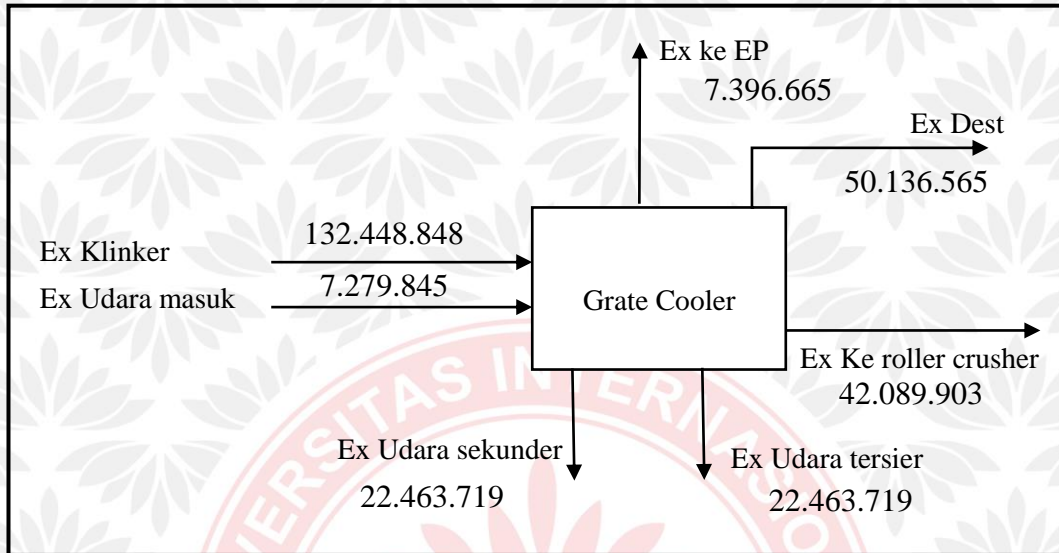 Ex ke EP
7.396.665
Ex Dest
50.136.565
Ex Klinker
132.448.848
Ex Udara masuk
7.279.845
Grate Cooler
Ex Ke roller crusher
42.089.903
Ex Udara sekunder
22.463.719
Ex Udara tersier
22.463.719
VERSITAS INTERNASIO